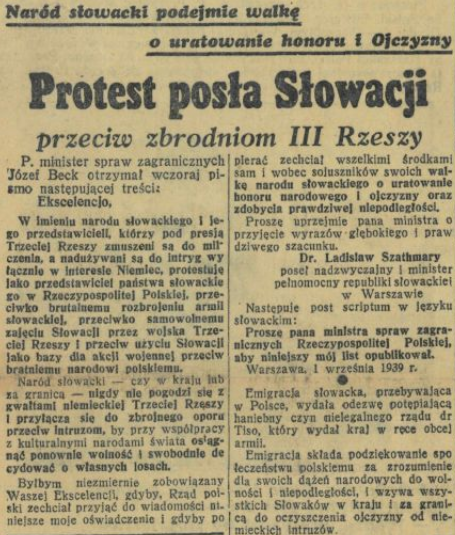 Naród słowacki podejmie walkę
o uratowanie honoru i Ojczyzny
Protest posła Słowacji
przeciw zbrodniom III Rzeszy
P. minister spraw zagranicznych
Józef Beck otrzymał wczoraj pi-
smo następującej treści:
Ekscelencjo,
W imieniu narodu słowackiego i je-
go przedstawicieli, którzy pod presją
Trzeciej Rzeszy zmuszeni są do mil-
czenia, a nadużywani są do intryg wy
łącznie w interesie Niemiec, protestuję
jako przedstawiciel państwa słowackie
go w Rzeczypospolitej Polskiej, prze-
ciwko brutalnemu rozbrojeniu armii
słowackiej, przeciwko samowolnemu
zajęciu Słowacji przez wojska Trze-
ciej Rzeszy i przeciw użyciu Słowacji
jako bazy dla akcji wojennej przeciw
bratniemu narodowi polskiemu.
Naród słowacki — czy w kraju lub
za granicą — nigdy nie pogodzi się z
gwałtami niemieckiej Trzeciej Rzeszy
i przyłącza się do zbrojnego oporu
przeciw intruzom, by przy współpracy
z kulturalnymi narodami świata osiąg-
nąć ponownie wolność i swobodnie de
cydować o własnych losach.
Byłbym niezmiernie zobowiązany
Waszej Ekscelencji, gdyby, Rząd pol-
ski zechciał przyjąć do wiadomości ni-
niejsze moje oświadczenie i gdyby po
pierać zechciał wszelkimi środkami
sam i wobec sojuszników swoich wal-
kę narodu słowackiego o uratowanie
honoru narodowego i ojczyzny oraz
zdobycia prawdziwej niepodległości.
Proszę uprzejmie pana ministra o
przyjęcie wyrazów głębokiego i praw
dziwego szacunku.
Dr. Ladislaw Szathmary
poseł nadzwyczajny i minister
pełnomocny republiki słowackiej
w Warszawie
Następuje post scriptum w języku
słowackim:
Proszę pana ministra spraw zagra-
nicznych Rzeczypospolitej Polskiej,
aby niniejszy mój list opublikował.
Warszawa. 1 września 1939 r.
Emigracja słowacka, przebywająca
w Polsce, wydała odezwę potępiającą
haniebny czyn nielegalnego rządu dr
Tiso, który wydał kraj w ręce obcej
armii.
Emigracja składa podziękowanie spo
łeczeństwu polskiemu za zrozumienie
dla swoich dążeń narodowych do wol-
ności i niepodległości, i wzywa wszy-
stkich Słowaków w kraju i za grani-
cą do oczyszczenia ojczyzny od nie-
mieckich intruzów.